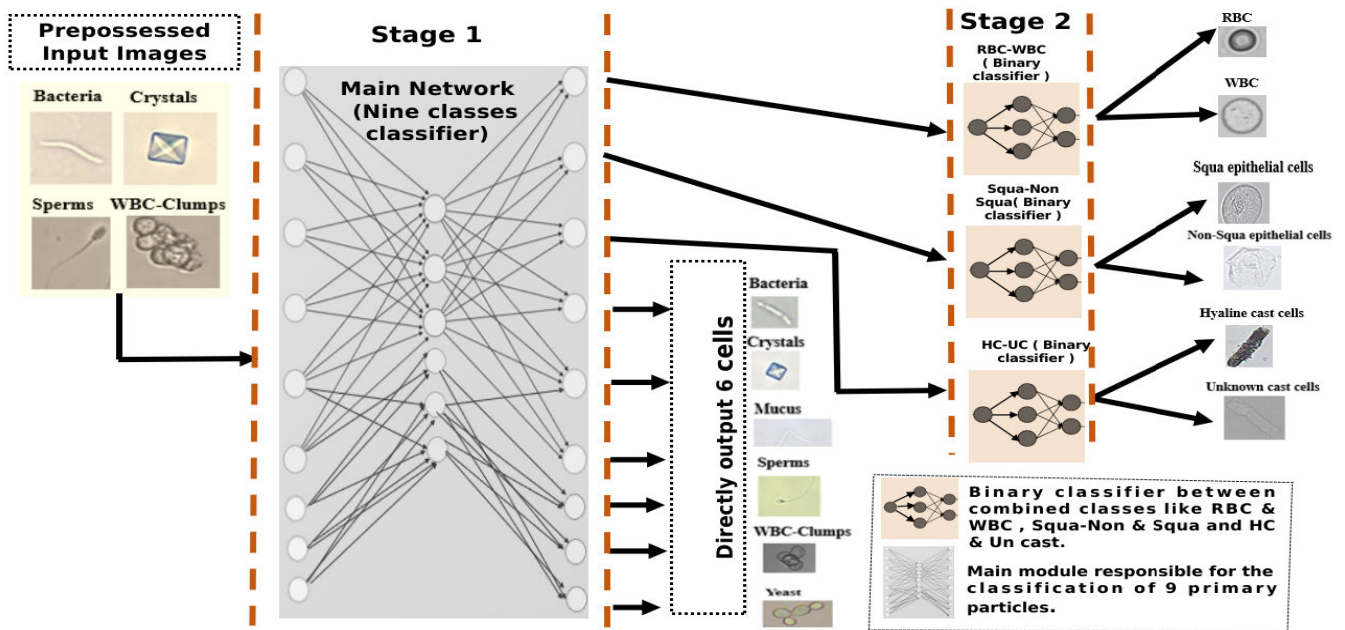 Prepossessed
Input Images
Bacteria
Crystals
Sperms
WBC-Clumps
Stage 1
Main Network
(Nine classes
classifier)
Directly output 6 cells
Bacteria
Crystals
Mucus
Sperms
WBC-Clumps
Yeast
Stage 2
RBC-WBC
( Binary
classifier )
Squa-Non
Squa( Binary
classifier )
HC-UC ( Binary
classifier )
RBC
WBC
Squa epithelial cells
Non-Squa epithelial cells
Hyaline cast cells
Unknown cast cells
Binary classifier between
combined classes like RBC &
WBC , Squa-Non & Squa and HC
& Un cast.
Main module responsible for the
classification of 9 primary
particles.